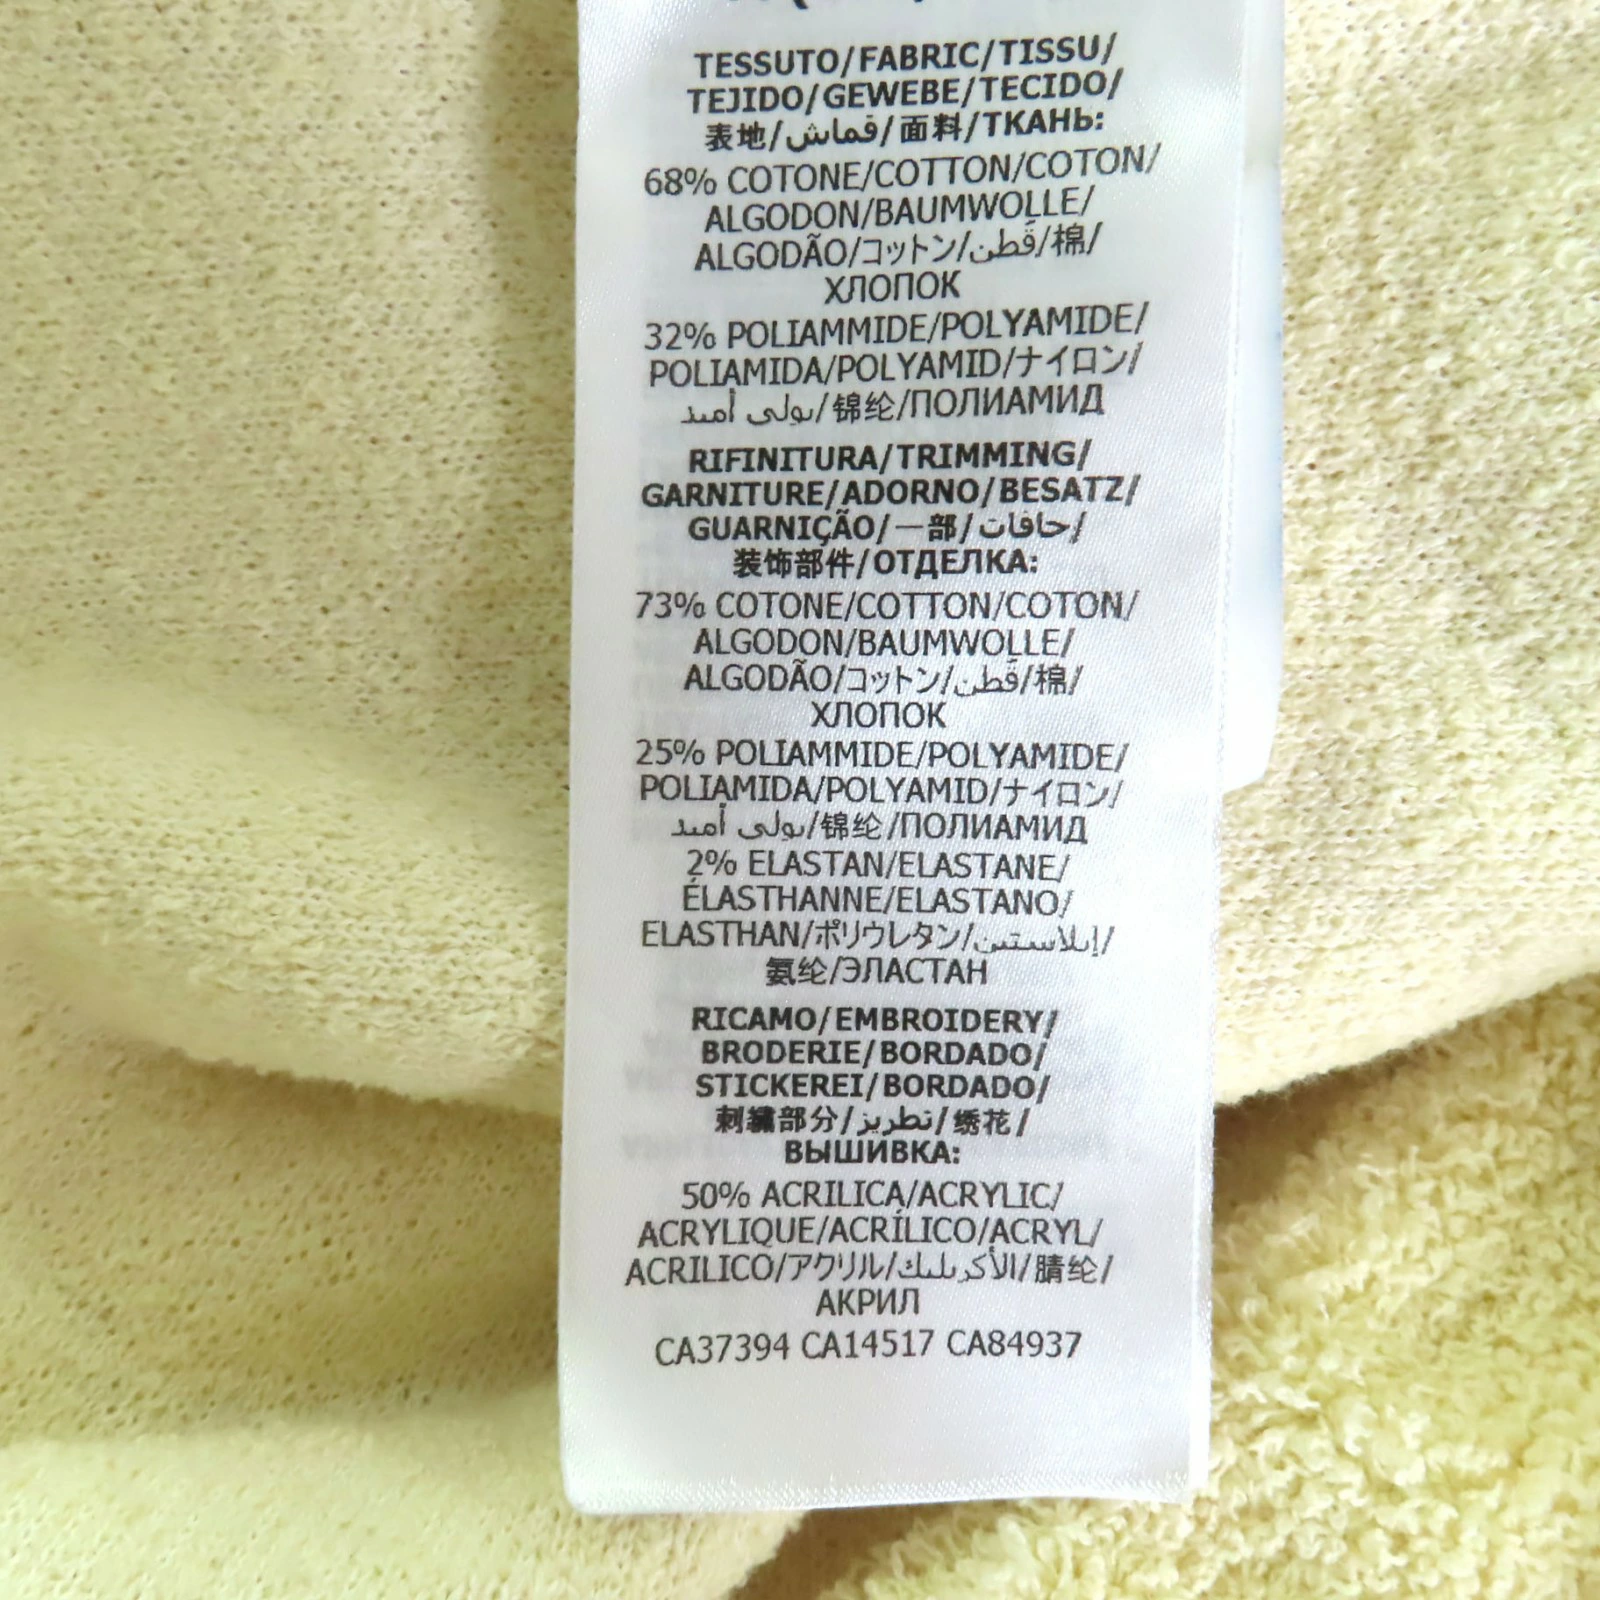 TESSUTO/FABRIC/TISSU/
TEJIDO/GEWEBE/TECIDO/
表地/قماش/面料/ТКАНЬ:
68% COTONE/COTTON/COTON/
ALGODON/BAUMWOLLE/
ALGODÃO/コットン/قُطن/棉/
ХЛОПОК
32% POLIAMMIDE/POLYAMIDE/
POLIAMIDA/POLYAMID/ナイロン/
بولي أميد/锦纶/ПОЛИАМИД
RIFINITURA/TRIMMING/
GARNITURE/ADORNO/BESATZ/
GUARNIÇÃO/一部/حافات/
装饰部件/ОТДЕЛКА:
73% COTONE/COTTON/COTON/
ALGODON/BAUMWOLLE/
ALGODÃO/コットン/قُطن/棉/
ХЛОПОК
25% POLIAMMIDE/POLYAMIDE/
POLIAMIDA/POLYAMID/ナイロン/
بولي أميد/锦纶/ПОЛИАМИД
2% ELASTAN/ELASTANE/
ÉLASTHANNE/ELASTANO/
ELASTHAN/ポリウレタン/إيلاستين/
氨纶/ЭЛАСТАН
RICAMO/EMBROIDERY/
BRODERIE/BORDADO/
STICKEREI/BORDADO/
刺繍部分/تطريز/绣花/
ВЫШИВКА:
50% ACRILICA/ACRYLIC/
ACRYLIQUE/ACRÍLICO/ACRYL/
ACRILICO/アクリル/الأكريليك/腈纶/
АКРИЛ
CA37394 CA14517 CA84937